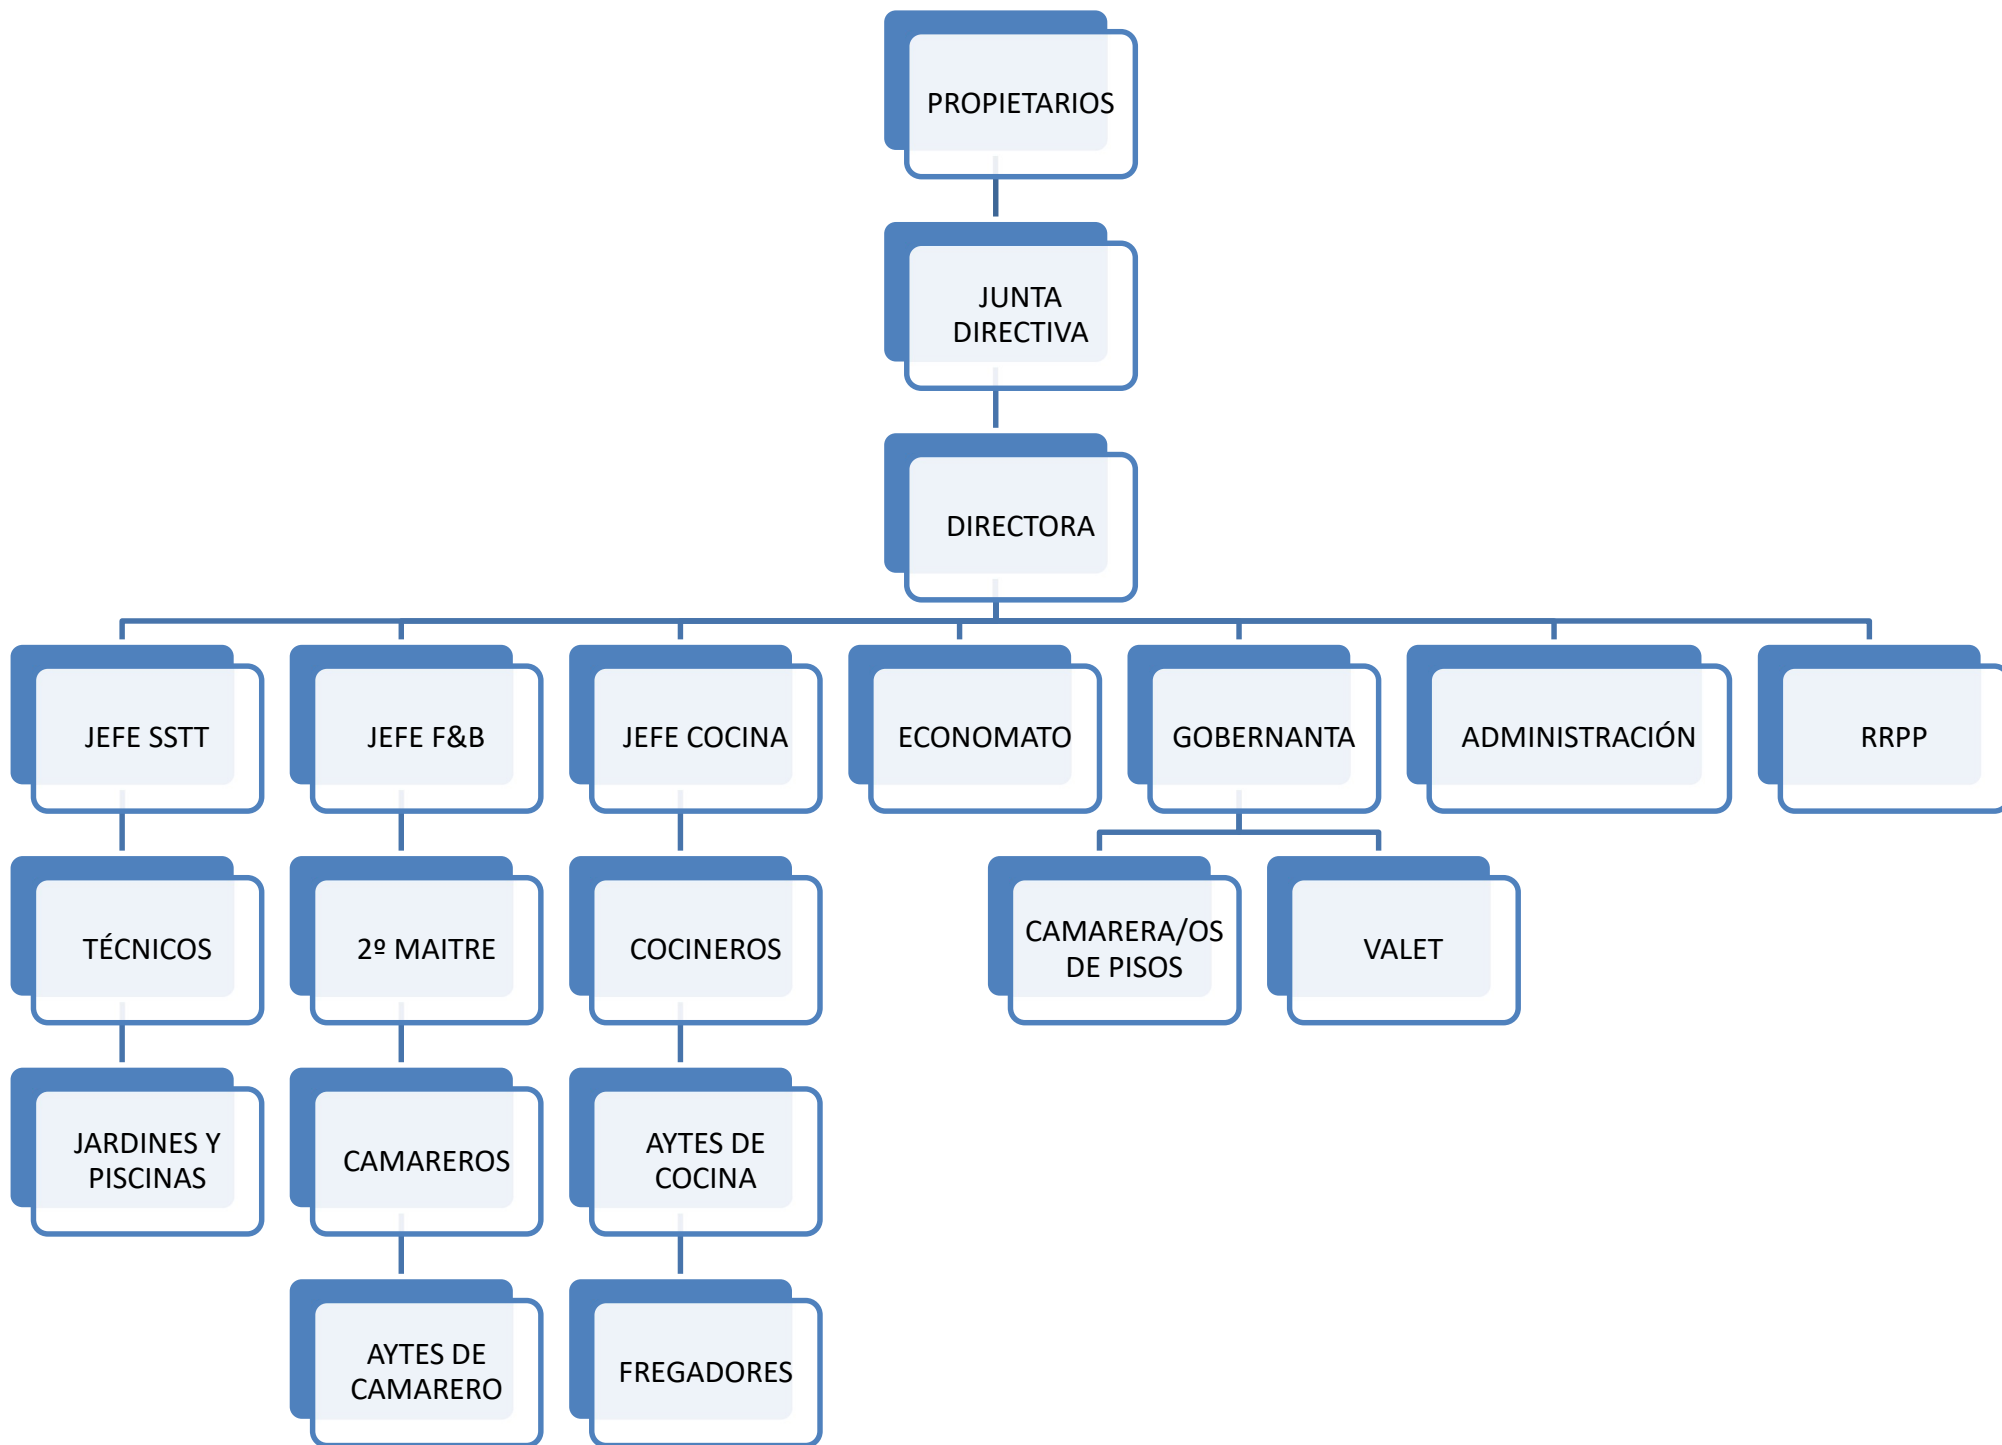 PROPIETARIOS
JUNTA
DIRECTIVA
DIRECTORA
JEFE SSTT
JEFE F&B
JEFE COCINA
ECONOMATO
GOBERNANTA
ADMINISTRACIÓN
RRPP
TÉCNICOS
2º MAITRE
COCINEROS
CAMARERA/OS
DE PISOS
VALET
JARDINES Y
PISCINAS
CAMAREROS
AYTES DE
COCINA
AYTES DE
CAMARERO
FREGADORES